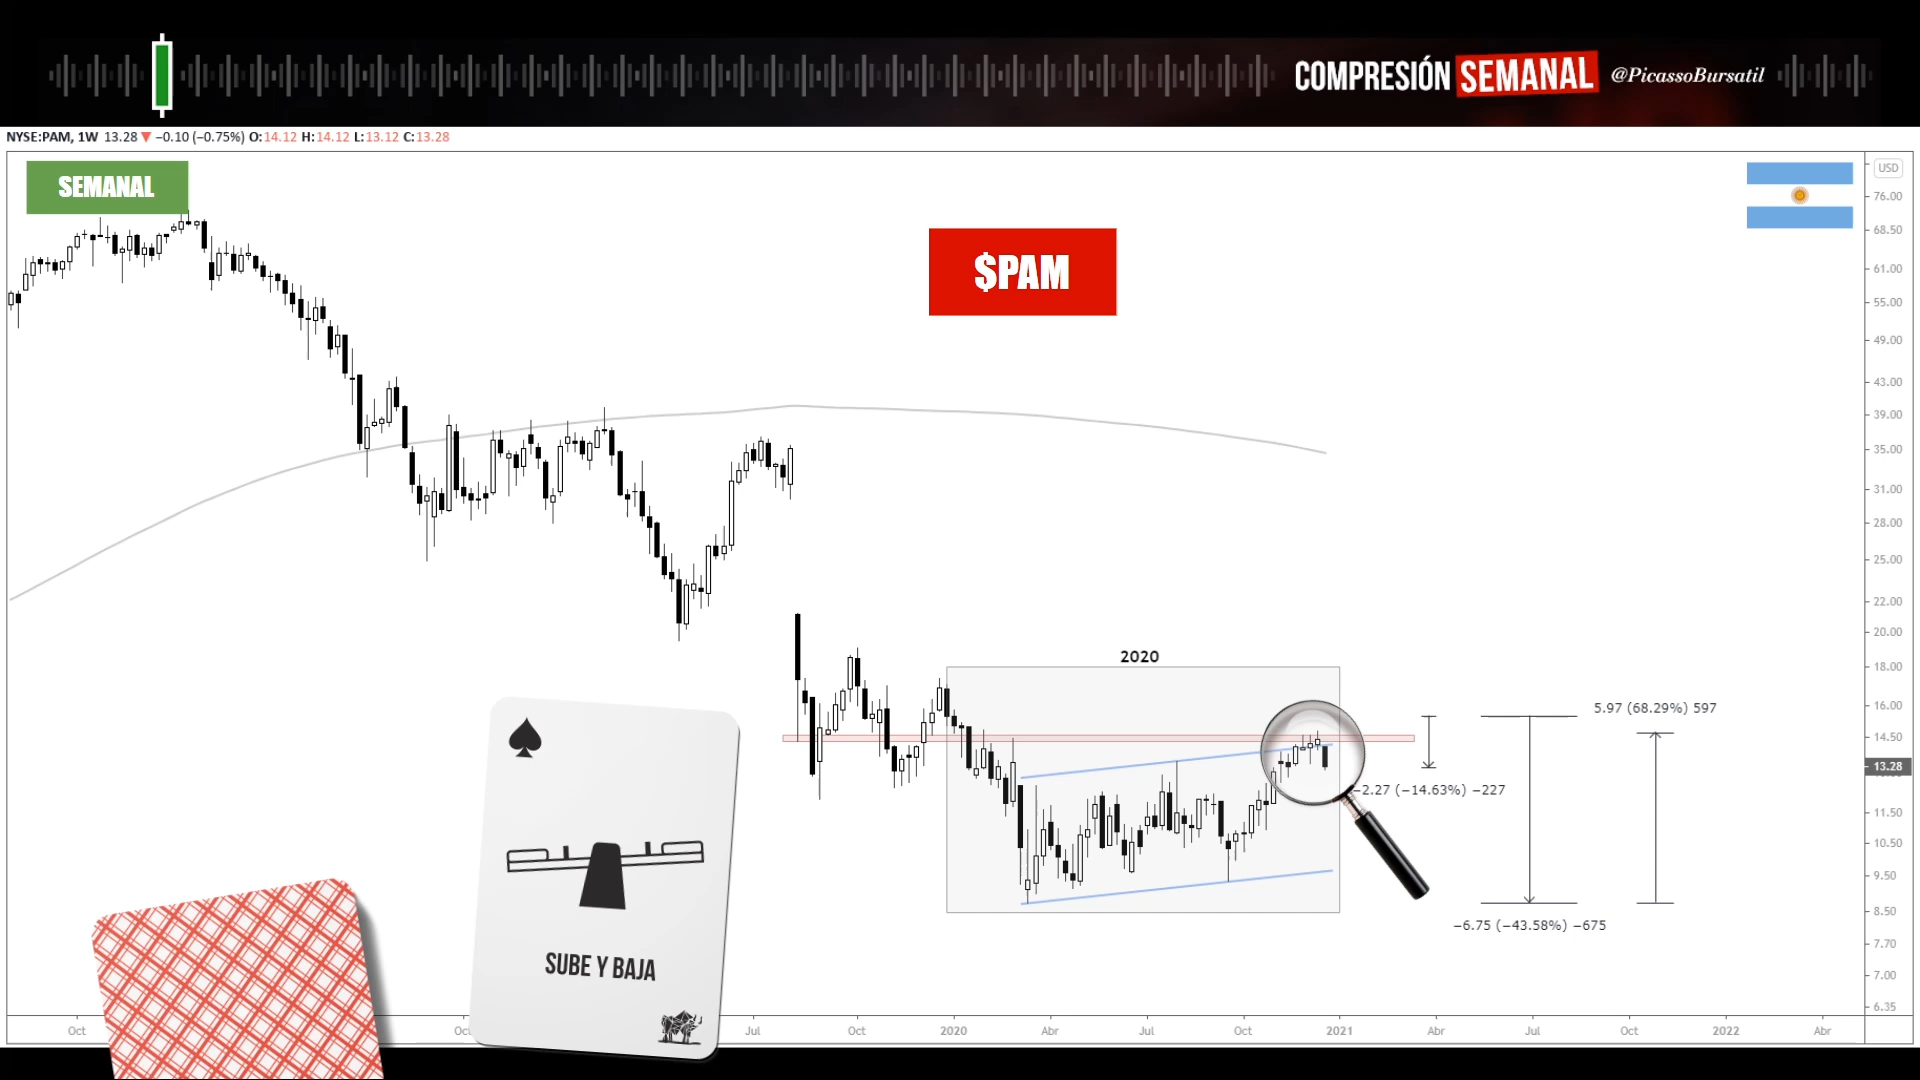 COMPRESIÓN SEMANAL @PicassoBursatil
NYSE:PAM, 1W 13.28 ▼ −0.10 (−0.75%) O:14.12 H:14.12 L:13.12 C:13.28
SEMANAL
USD
$PAM
76.00
68.50
61.00
55.00
49.00
43.00
39.00
35.00
31.00
28.00
25.00
22.00
20.00
18.00
16.00
14.50
13.28
11.50
10.50
9.50
8.50
7.70
7.00
6.35
2020
5.97 (68.29%) 597
−2.27 (−14.63%) −227
−6.75 (−43.58%) −675
SUBE Y BAJA
Oct
Jul
Oct
2020
Abr
Jul
Oct
2021
Abr
Jul
Oct
2022
Abr